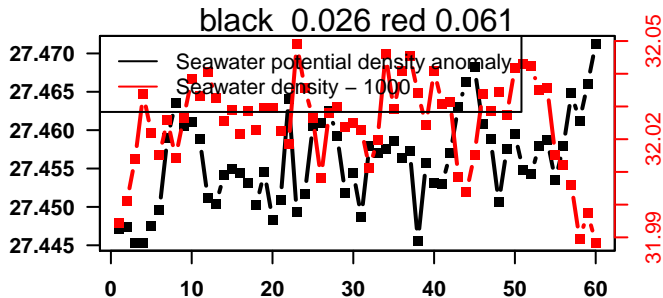 black 0.026 red 0.061
27.470
27.465
27.460
27.455
27.450
27.445
Seawater potential density anomaly
Seawater density − 1000
32.05
32.02
31.99
0 10 20 30 40 50 60